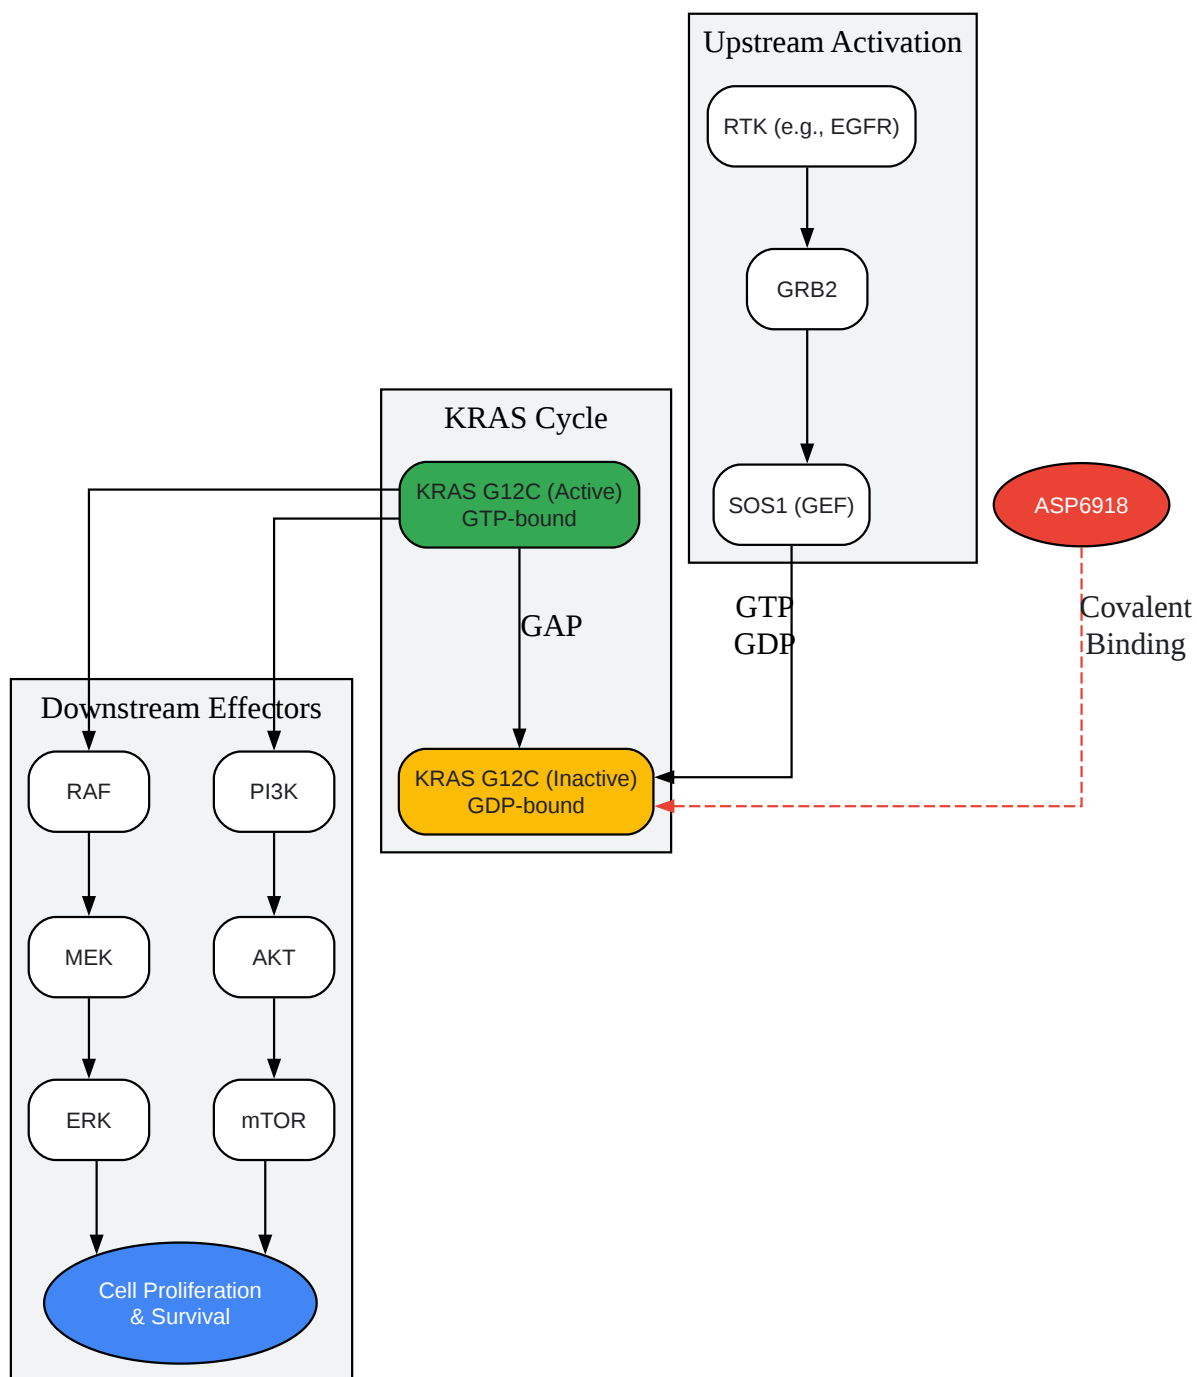 Upstream Activation
RTK (e.g., EGFR)
GRB2
SOS1 (GEF)
KRAS Cycle
KRAS G12C (Active)
GTP-bound
ASP6918
GAP
GTP
GDP
Covalent
Binding
KRAS G12C (Inactive)
GDP-bound
Downstream Effectors
RAF
PI3K
MEK
AKT
ERK
mTOR
Cell Proliferation
& Survival